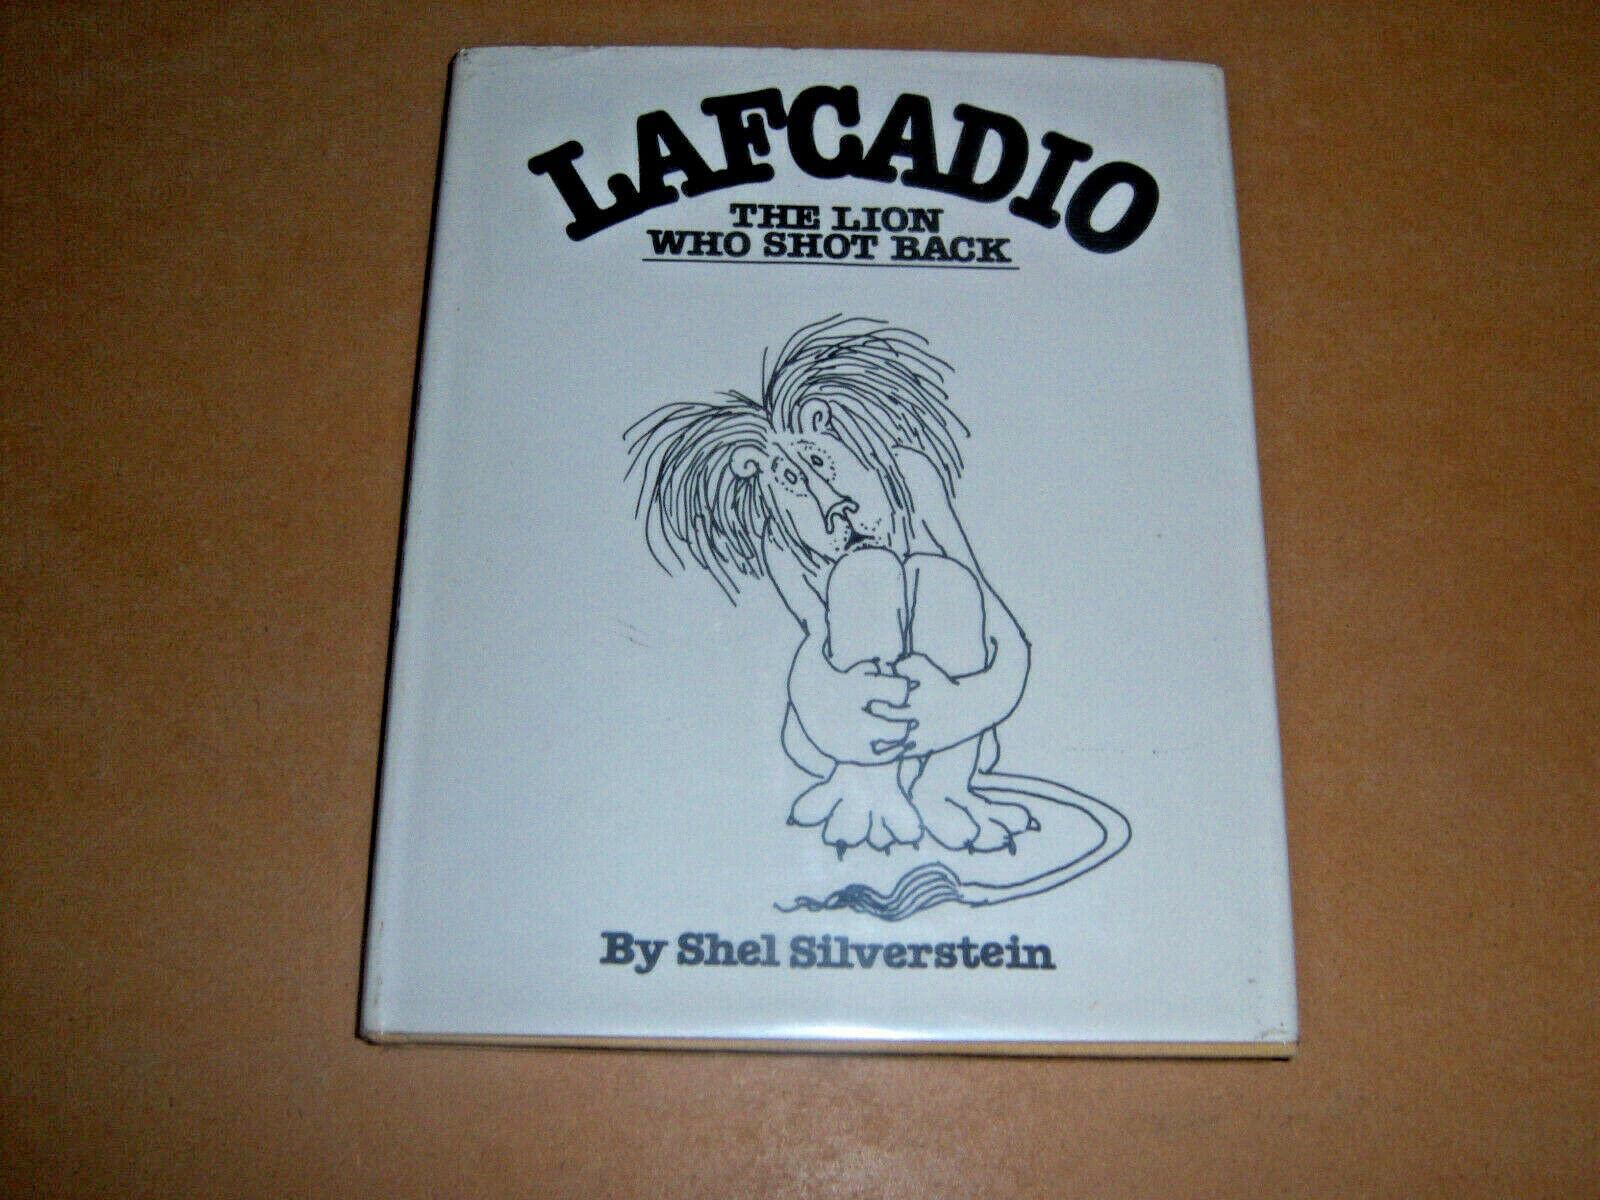 LAFCADIO
THE LION
WHO SHOT BACK
By Shel Silverstein